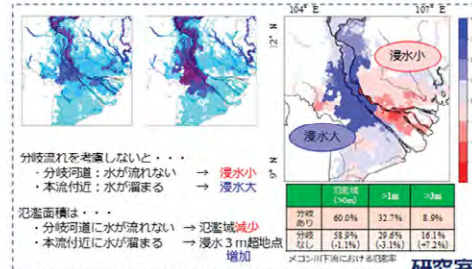 104° E 107° E
12° N
9° N
浸水小
浸水大
分岐流れを考慮しないと・・・
・分岐河道：水が流れない → 浸水小
・本流付近：水が溜まる → 浸水大
氾濫面積は・・・
・分岐河道に水が流れない → 氾濫域減少
・本流付近に水が溜まる → 浸水３ｍ超地点
増加
氾濫域 (>0m) >1m >3m
分岐あり 60.0% 32.7% 8.9%
分岐なし 58.9% (-1.1%) 29.6% (-3.1%) 16.1% (+7.2%)
メコン川下流における氾濫率
研究室